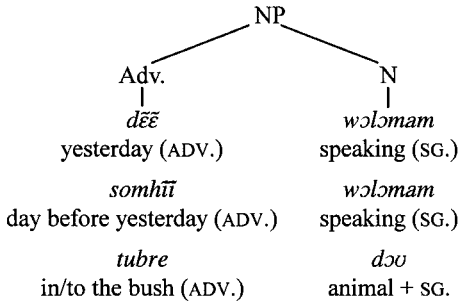 NP
Adv. N
dɛ̃ɛ̃ wɔlɔmam
yesterday (ADV.) speaking (SG.)
somhĩĩ wɔlɔmam
day before yesterday (ADV.) speaking (SG.)
tubre dɔʋ
in/to the bush (ADV.) animal + SG.